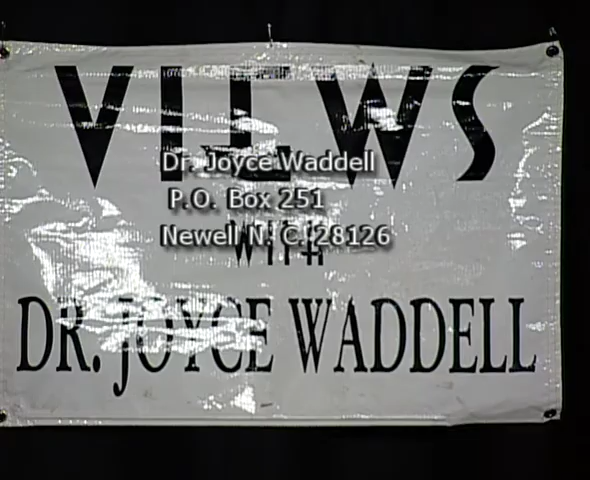 VIEWS
Dr. Joyce Waddell
P.O. Box 251
Newell N. C. 28126
WITH
DR. JOYCE WADDELL